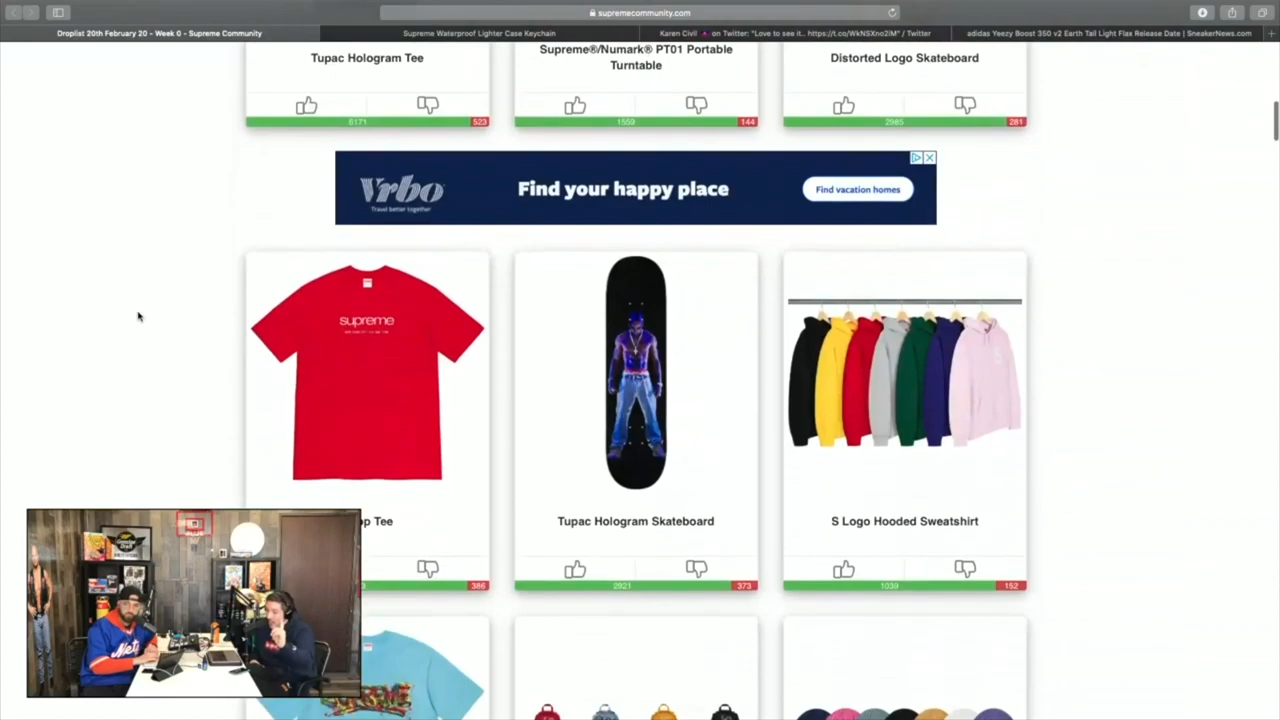 supremecommunity.com
Droplist 20th February 20 - Week 0 - Supreme Community
Supreme Waterproof Lighter Case Keychain
Karen Civil on Twitter: "Love to see it.. https://t.co/WkNSXno2iM" / Twitter
adidas Yeezy Boost 350 v2 Earth Tail Light Flax Release Date | SneakerNews.com
Tupac Hologram Tee
Supreme®/Numark® PT01 Portable
Turntable
Distorted Logo Skateboard
6171
523
1559
144
2985
281
Vrbo
Travel better together
Find your happy place
Find vacation homes
supreme
op Tee
Tupac Hologram Skateboard
S Logo Hooded Sweatshirt
386
2921
373
1039
152
Mets
SUPREME